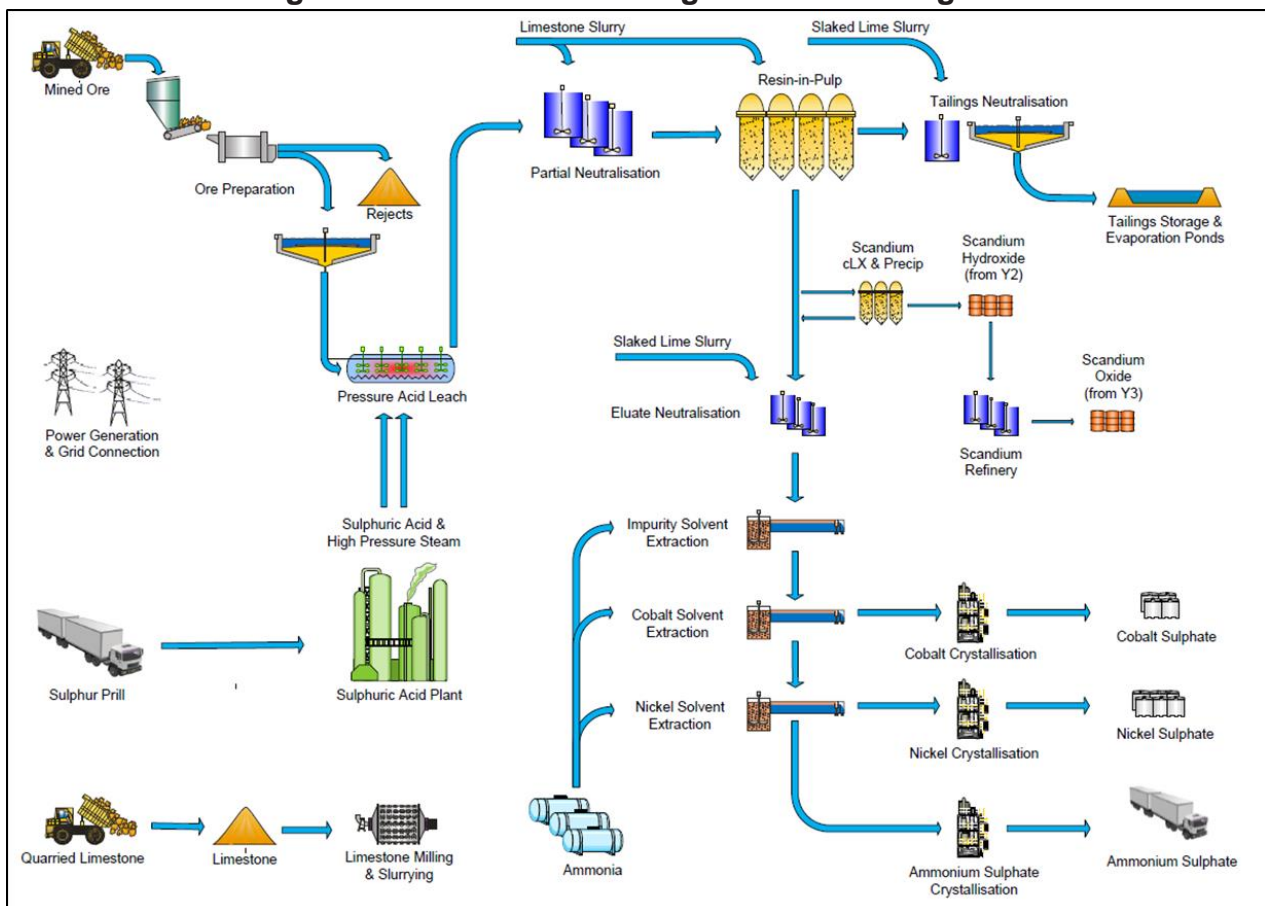 Limestone Slurry
Slaked Lime Slurry
Mined Ore
Resin-in-Pulp
Tailings Neutralisation
Ore Preparation
Rejects
Partial Neutralisation
Tailings Storage &
Evaporation Ponds
Scandium
cLX & Precip
Scandium
Hydroxide
(from Y2)
Slaked Lime Slurry
Scandium
Oxide
(from Y3)
Pressure Acid Leach
Eluate Neutralisation
Power Generation
& Grid Connection
Scandium
Refinery
Sulphuric Acid &
High Pressure Steam
Impurity Solvent
Extraction
Cobalt Solvent
Extraction
Cobalt Crystallisation
Cobalt Sulphate
Sulphur Prill
Sulphuric Acid Plant
Nickel Solvent
Extraction
Nickel Crystallisation
Nickel Sulphate
Quarried Limestone
Limestone
Limestone Milling
& Slurrying
Ammonia
Ammonium Sulphate
Crystallisation
Ammonium Sulphate